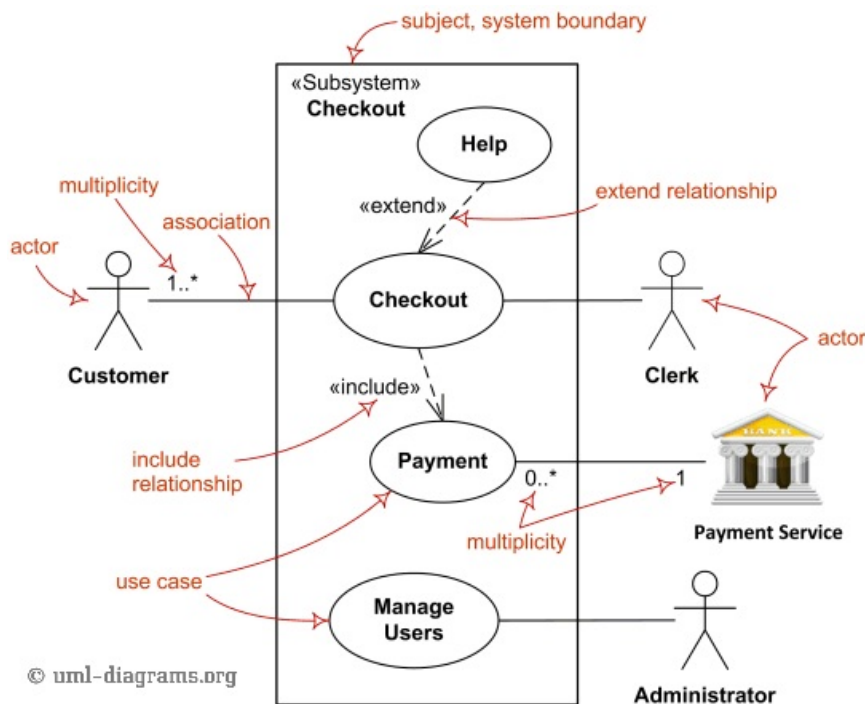 subject, system boundary
«Subsystem»
Checkout
Help
multiplicity
«extend»
extend relationship
association
actor
1..*
Checkout
Customer
Clerk
actor
«include»
BANK
include
relationship
Payment
0..*
1
multiplicity
Payment Service
use case
Manage
Users
© uml-diagrams.org
Administrator